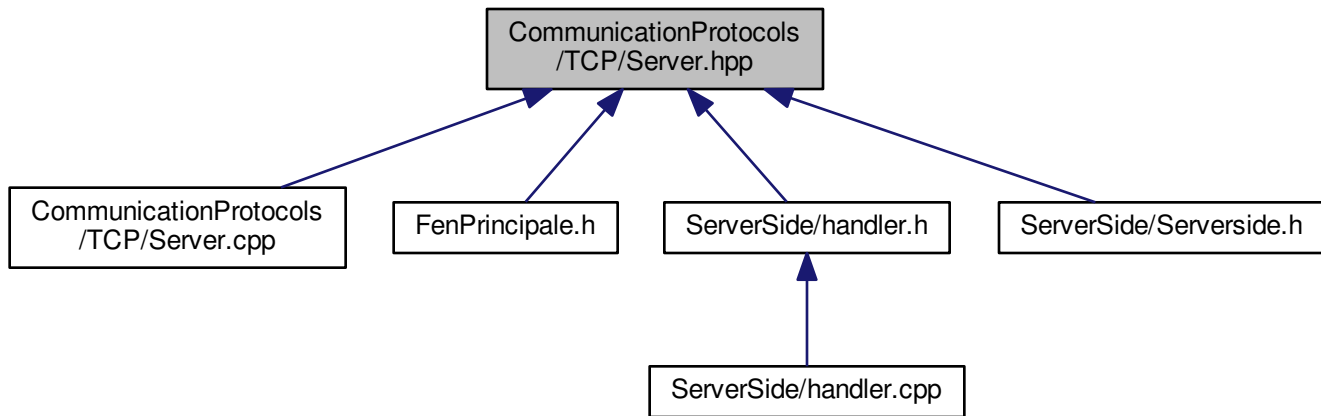 CommunicationProtocols
/TCP/Server.hpp
CommunicationProtocols
/TCP/Server.cpp
FenPrincipale.h
ServerSide/handler.h
ServerSide/Serverside.h
ServerSide/handler.cpp